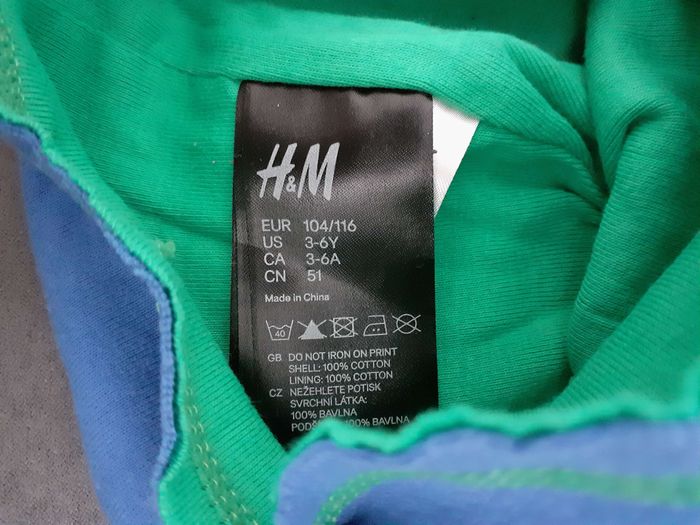 H&M
EUR 104/116
US 3-6Y
CA 3-6A
CN 51
Made in China
40
GB DO NOT IRON ON PRINT
SHELL: 100% COTTON
LINING: 100% COTTON
CZ NEŽEHLETE POTISK
SVRCHNÍ LÁTKA:
100% BAVLNA
100% BAVLNA